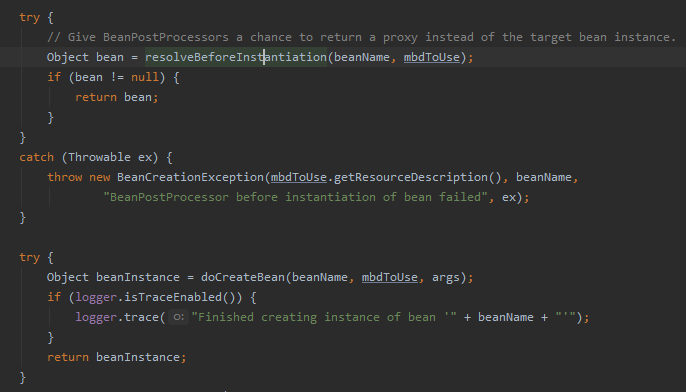 try {
// Give BeanPostProcessors a chance to return a proxy instead of the target bean instance.
Object bean = resolveBeforeInstantiation(beanName, mbdToUse);
if (bean != null) {
return bean;
}
}
catch (Throwable ex) {
throw new BeanCreationException(mbdToUse.getResourceDescription(), beanName,
"BeanPostProcessor before instantiation of bean failed", ex);
}
try {
Object beanInstance = doCreateBean(beanName, mbdToUse, args);
if (logger.isTraceEnabled()) {
logger.trace( o: "Finished creating instance of bean '" + beanName + "'");
}
return beanInstance;
}